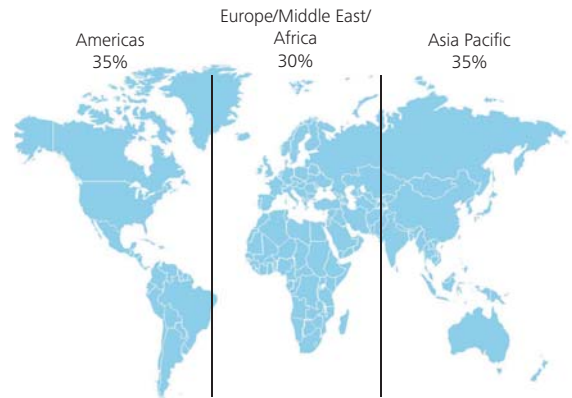 Americas
35%
Europe/Middle East/
Africa
30%
Asia Pacific
35%